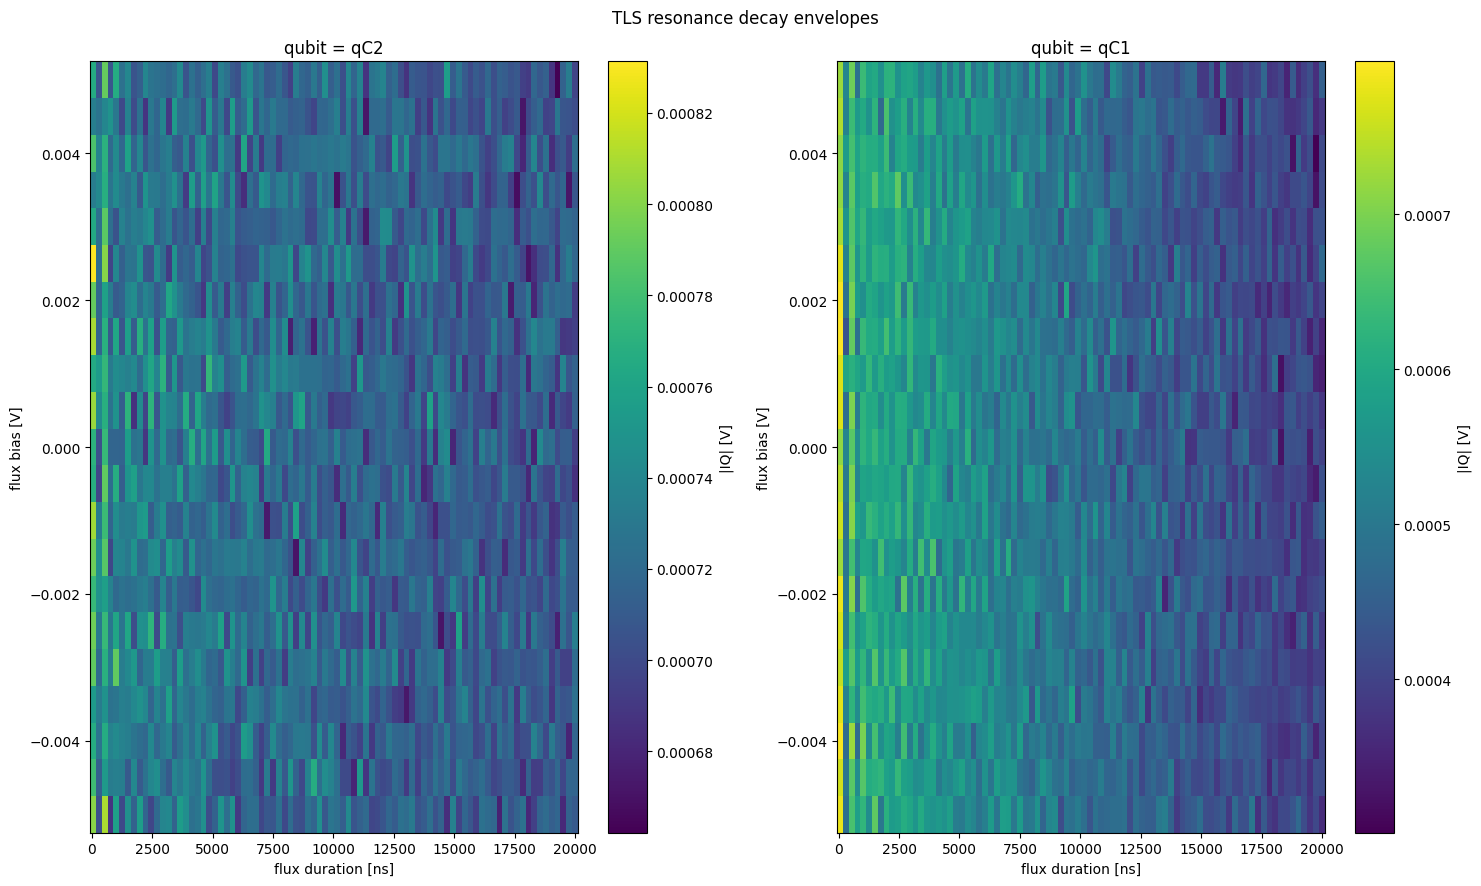 TLS resonance decay envelopes
qubit = qC2
flux bias [V]
0.004
0.002
0.000
−0.002
−0.004
0 2500 5000 7500 10000 12500 15000 17500 20000
flux duration [ns]
0.00082
0.00080
0.00078
0.00076
0.00074
0.00072
0.00070
0.00068
|IQ| [V]
qubit = qC1
flux bias [V]
0.004
0.002
0.000
−0.002
−0.004
0 2500 5000 7500 10000 12500 15000 17500 20000
flux duration [ns]
0.0007
0.0006
0.0005
0.0004
|IQ| [V]